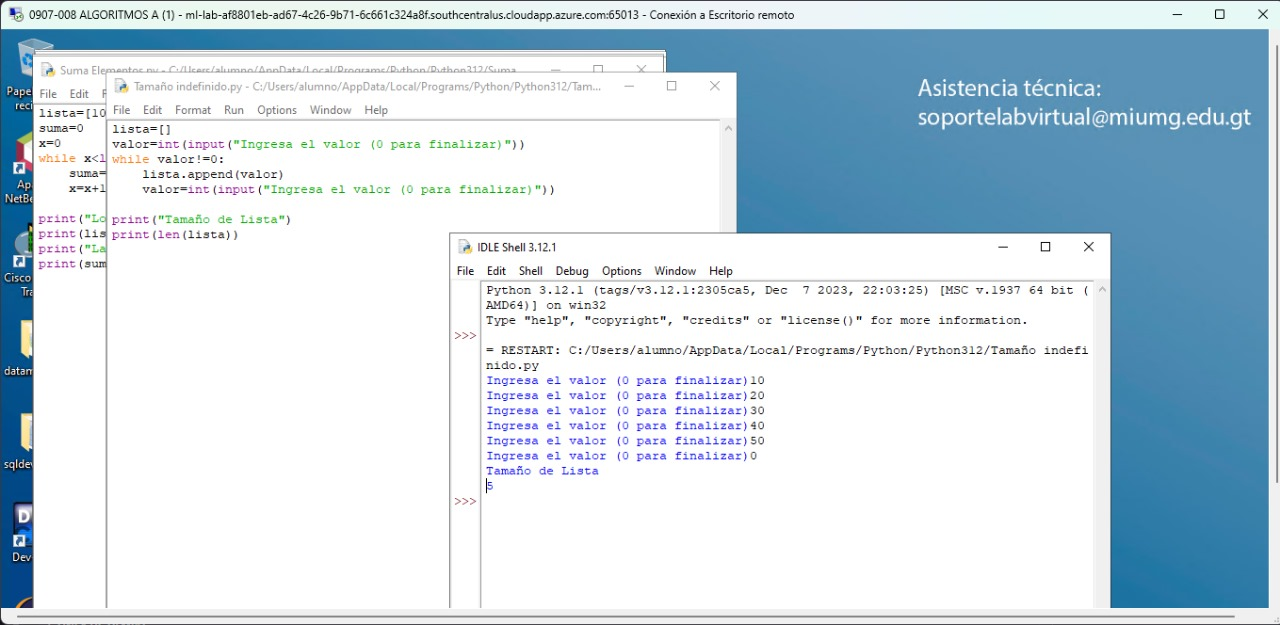 0907-008 ALGORITMOS A (1) - ml-lab-af8801eb-ad67-4c26-9b71-6c661c324a8f.southcentralus.cloudapp.azure.com:65013 - Conexión a Escritorio remoto
Asistencia técnica:
soportelabvirtual@miumg.edu.gt
Pape
reci
Ap
NetBe
Cisco
Tra
datam
sqldev
Dev
Suma Elementos.py - C:/Users/alumno/AppData/Local/Programs/Python/Python312/Suma
File Edit F
lista=[10
suma=0
x=0
while x<l
suma=
x=x+1
print("Lo
print(lis
print("La
print(sum
Tamaño indefinido.py - C:/Users/alumno/AppData/Local/Programs/Python/Python312/Tam...
File Edit Format Run Options Window Help
lista=[]
valor=int(input("Ingresa el valor (0 para finalizar)"))
while valor!=0:
lista.append(valor)
valor=int(input("Ingresa el valor (0 para finalizar)"))
print("Tamaño de Lista")
print(len(lista))
IDLE Shell 3.12.1
File Edit Shell Debug Options Window Help
Python 3.12.1 (tags/v3.12.1:2305ca5, Dec 7 2023, 22:03:25) [MSC v.1937 64 bit (
AMD64)] on win32
Type "help", "copyright", "credits" or "license()" for more information.
>>>
= RESTART: C:/Users/alumno/AppData/Local/Programs/Python/Python312/Tamaño indefi
nido.py
Ingresa el valor (0 para finalizar)10
Ingresa el valor (0 para finalizar)20
Ingresa el valor (0 para finalizar)30
Ingresa el valor (0 para finalizar)40
Ingresa el valor (0 para finalizar)50
Ingresa el valor (0 para finalizar)0
Tamaño de Lista
5
>>>